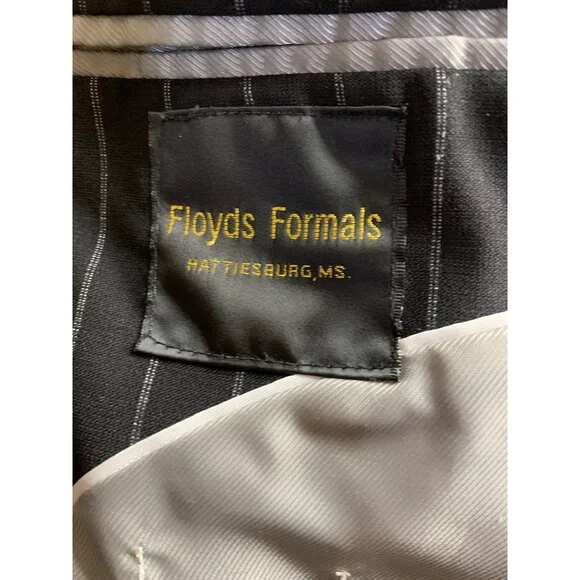 Floyds Formals
HATTIESBURG, MS.